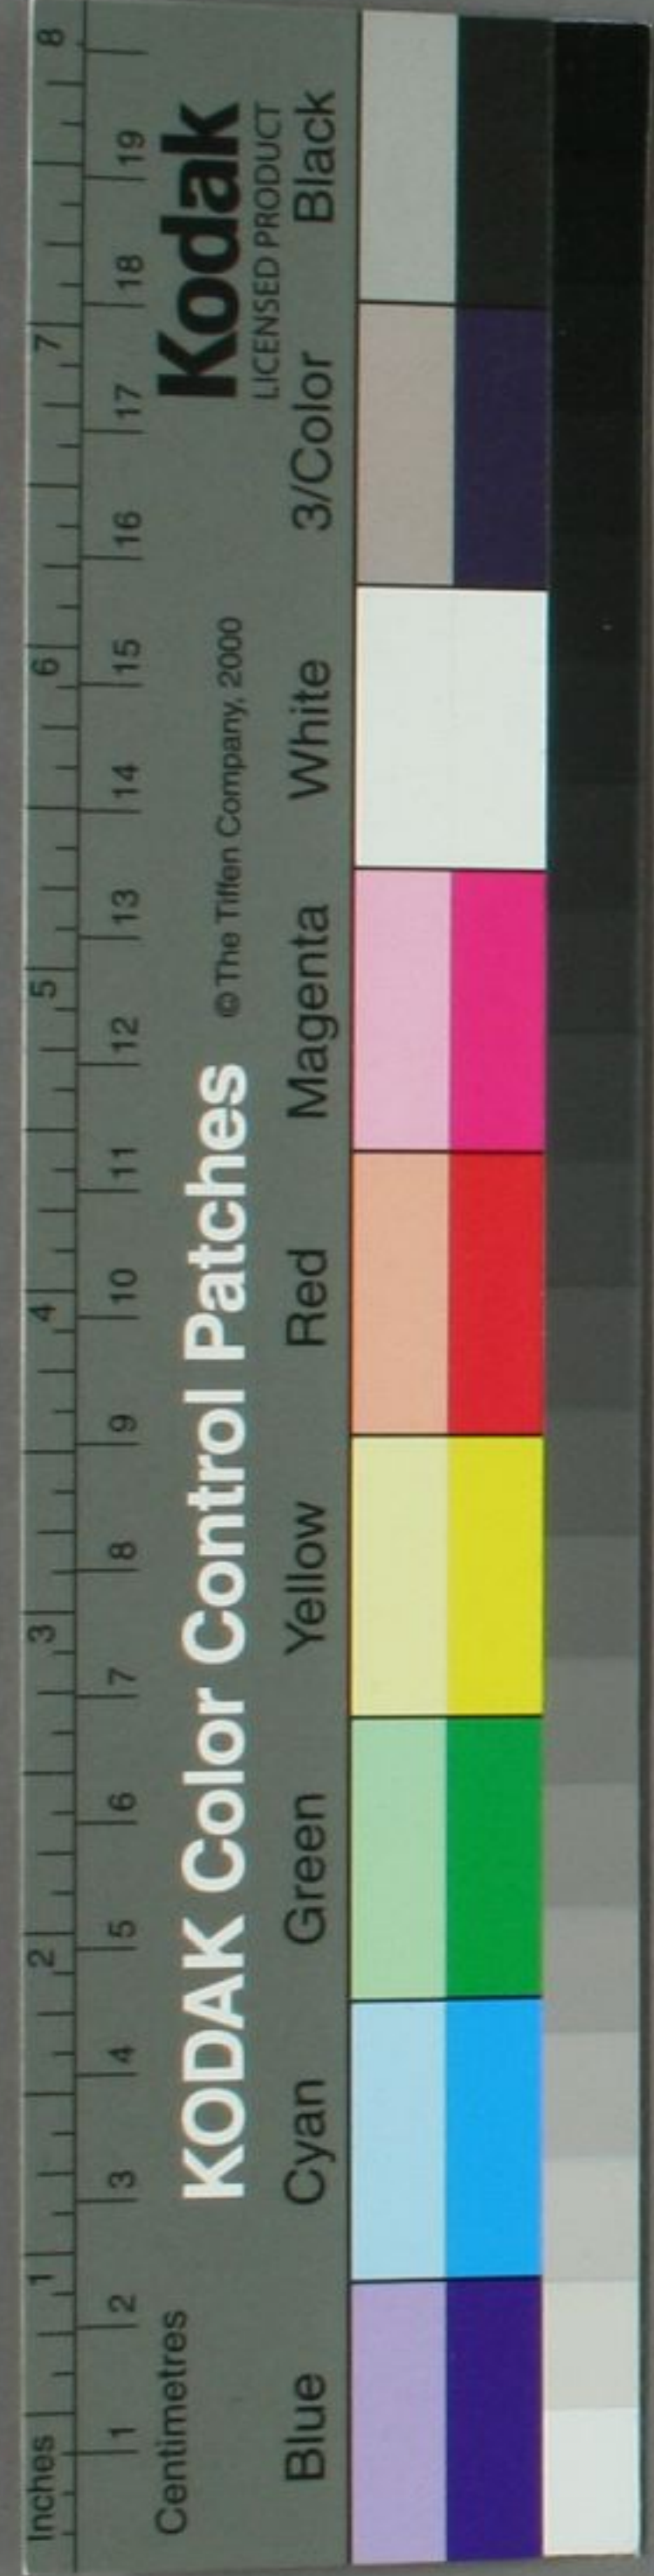 Inches 1 2 3 4 5 6 7 8
Centimetres 1 2 3 4 5 6 7 8 9 10 11 12 13 14 15 16 17 18 19
KODAK Color Control Patches © The Tiffen Company, 2000 Kodak
LICENSED PRODUCT
Blue Cyan Green Yellow Red Magenta White 3/Color Black